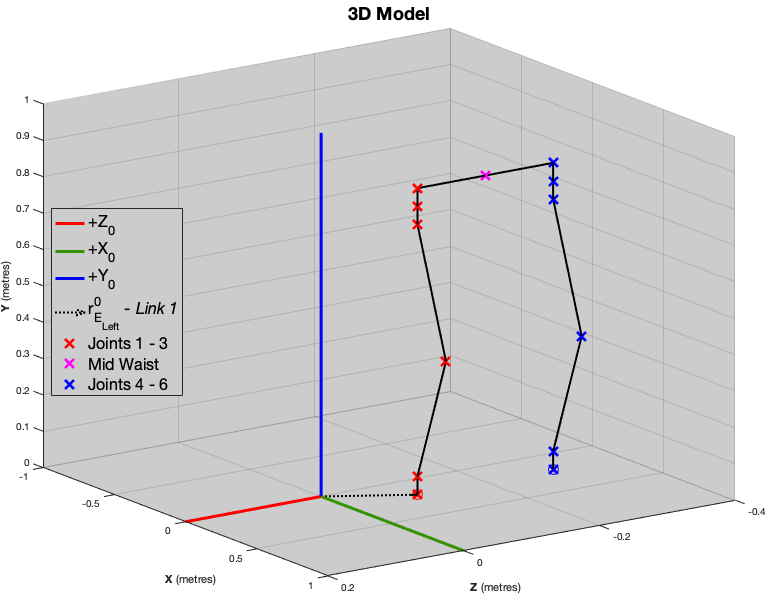 3D Model
1
0.9
0.8
0.7
0.6
0.5
0.4
0.3
0.2
0.1
0
Y (metres)
+Z0
+X0
+Y0
r0ELeft - Link 1
Joints 1 - 3
Mid Waist
Joints 4 - 6
-1
-0.5
0
0.5
1
X (metres)
0.2
0
-0.2
-0.4
Z (metres)